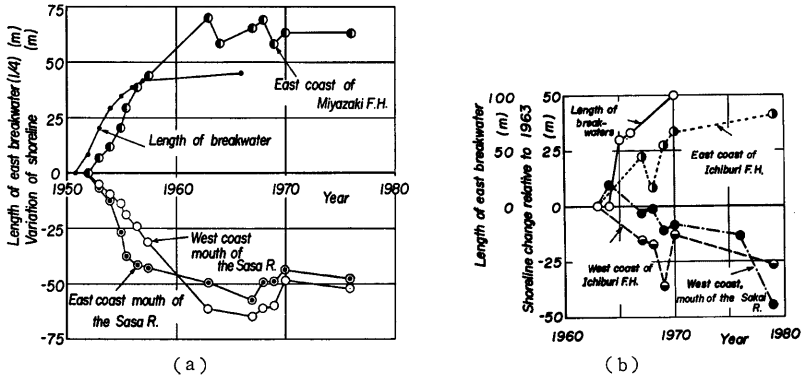 Length of east breakwater (1/4) (m)
Variation of shoreline (m)
75
50
25
0
-25
-50
-75
1950
1960
1970
1980
Year
East coast of
Miyazaki F.H.
Length of breakwater
West coast
mouth of
the Sasa R.
East coast mouth of
the Sasa R.
(a)
Length of east breakwater (m)
100
50
0
Shoreline change relative to 1963 (m)
50
25
0
-25
-50
1960
1970
1980
Year
Length of
break-
waters
East coast of
Ichiburi F.H.
West coast of
Ichiburi F.H.
West coast,
mouth of the Sakai
R.
(b)